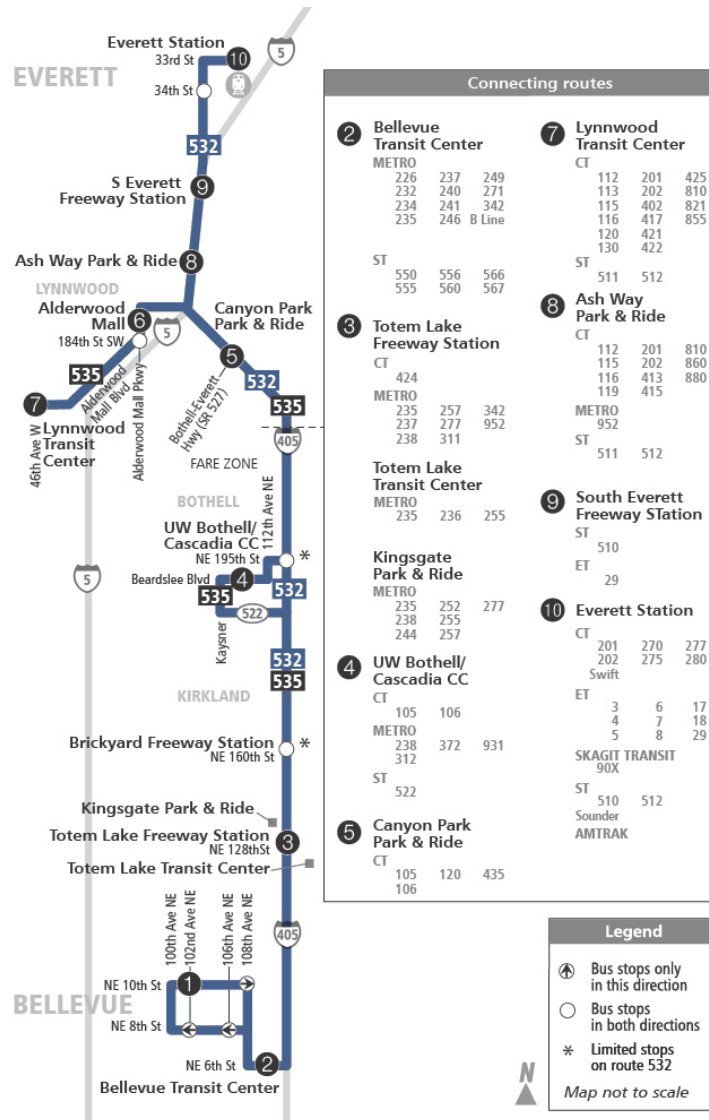 Everett Station
33rd St
10
5
EVERETT
34th St
532
S Everett
Freeway Station
9
Ash Way Park & Ride
8
LYNNWOOD
Alderwood
Mall
6
5
Canyon Park
Park & Ride
184th St SW
5
535
532
Alderwood
Mall Blvd
Alderwood Mall Pkwy
Bothell-Everett
Hwy (SR 527)
535
7
Lynnwood
Transit
Center
46th Ave W
405
FARE ZONE
BOTHELL
112th Ave NE
UW Bothell/
Cascadia CC
NE 195th St
*
5
Beardslee Blvd
4
535
532
522
Kaysner
532
535
KIRKLAND
Brickyard Freeway Station
*
NE 160th St
Kingsgate Park & Ride
Totem Lake Freeway Station
3
NE 128thSt
Totem Lake Transit Center
100th Ave NE
102nd Ave NE
106th Ave NE
108th Ave NE
405
NE 10th St
1
BELLEVUE
NE 8th St
NE 6th St
2
Bellevue Transit Center
Connecting routes
2 Bellevue
Transit Center
METRO
226 237 249
232 240 271
234 241 342
235 246 B Line
ST
550 556 566
555 560 567
3 Totem Lake
Freeway Station
CT
424
METRO
235 257 342
237 277 952
238 311
Totem Lake
Transit Center
METRO
235 236 255
Kingsgate
Park & Ride
METRO
235 252 277
238 255
244 257
4 UW Bothell/
Cascadia CC
CT
105 106
METRO
238 372 931
312
ST
522
5 Canyon Park
Park & Ride
CT
105 120 435
106
7 Lynnwood
Transit Center
CT
112 201 425
113 202 810
115 402 821
116 417 855
120 421
130 422
ST
511 512
8 Ash Way
Park & Ride
CT
112 201 810
115 202 860
116 413 880
119 415
METRO
952
ST
511 512
9 South Everett
Freeway STation
ST
510
ET
29
10 Everett Station
CT
201 270 277
202 275 280
Swift
ET
3 6 17
4 7 18
5 8 29
SKAGIT TRANSIT
90X
ST
510 512
Sounder
AMTRAK
Legend
Bus stops only
in this direction
Bus stops
in both directions
* Limited stops
on route 532
N
Map not to scale